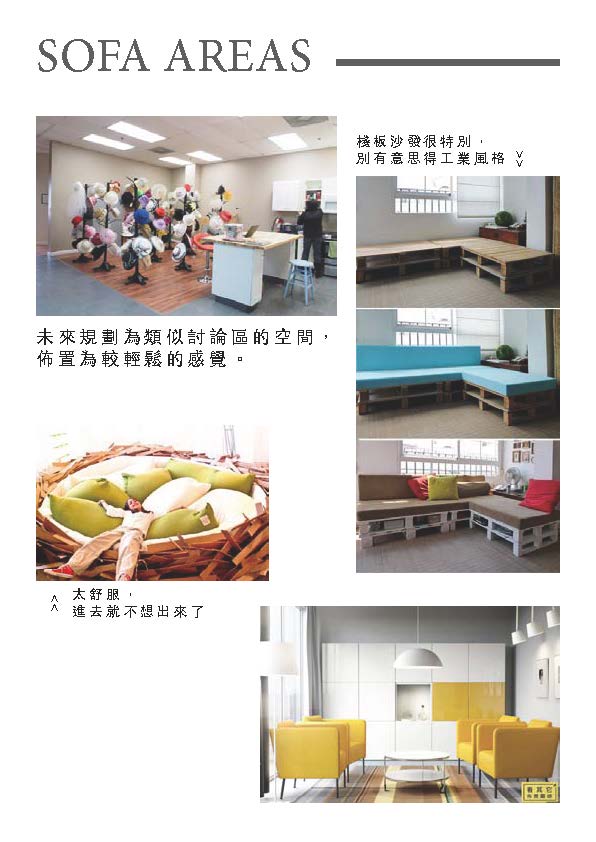 SOFA AREAS
棧板沙發很特別，
別有意思得工業風格 >>
未來規劃為類似討論區的空間，
佈置為較輕鬆的感覺。
<< 太舒服，
進去就不想出來了
看其它